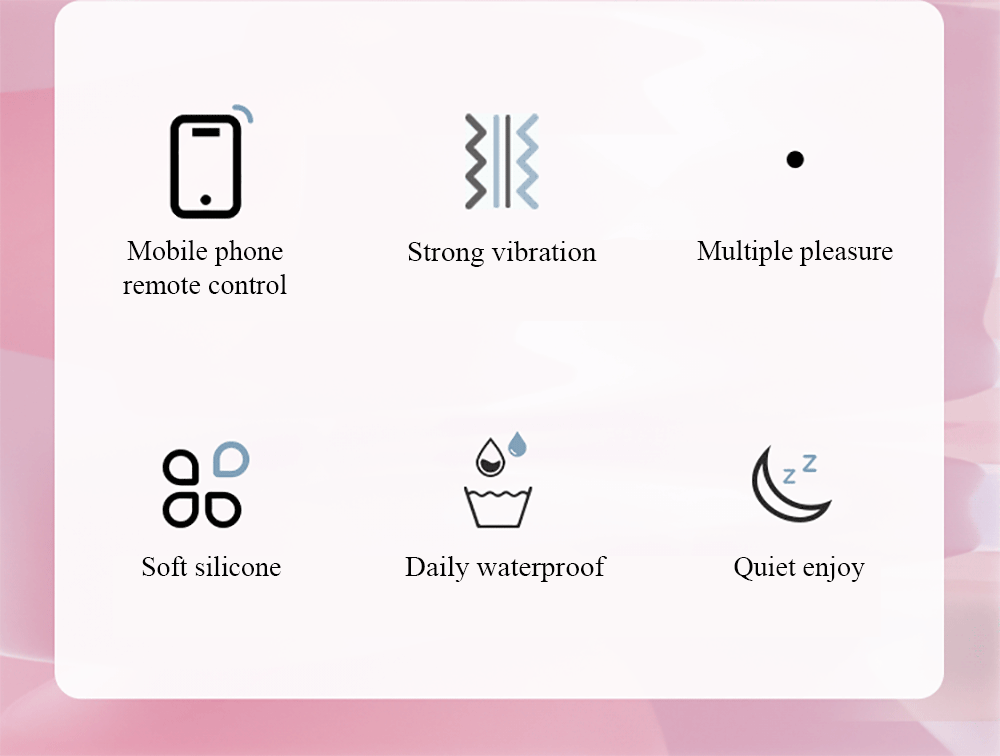 Mobile phone
remote control
Strong vibration
Multiple pleasure
Soft silicone
Daily waterproof
Quiet enjoy
z z